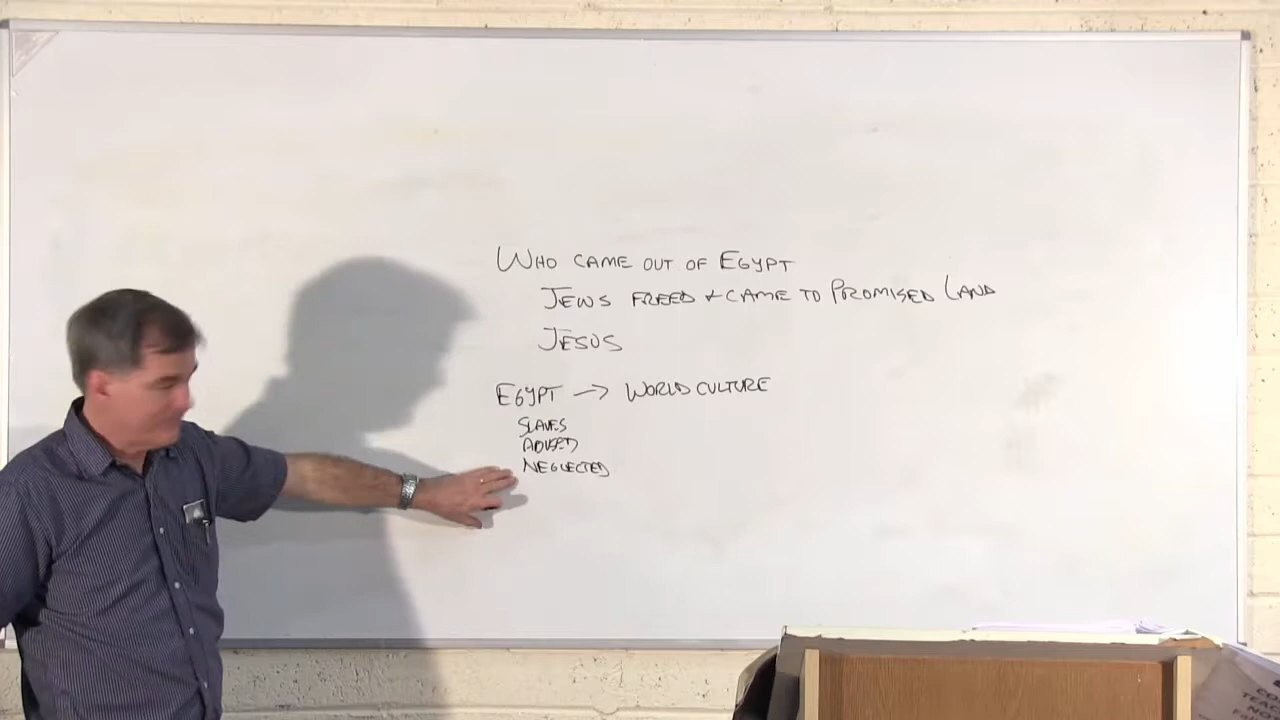 WHO CAME OUT OF EGYPT
JEWS FREED & CAME TO PROMISED LAND
JESUS
EGYPT → WORLD CULTURE
SLAVES
ABUSED
NEGLECTED